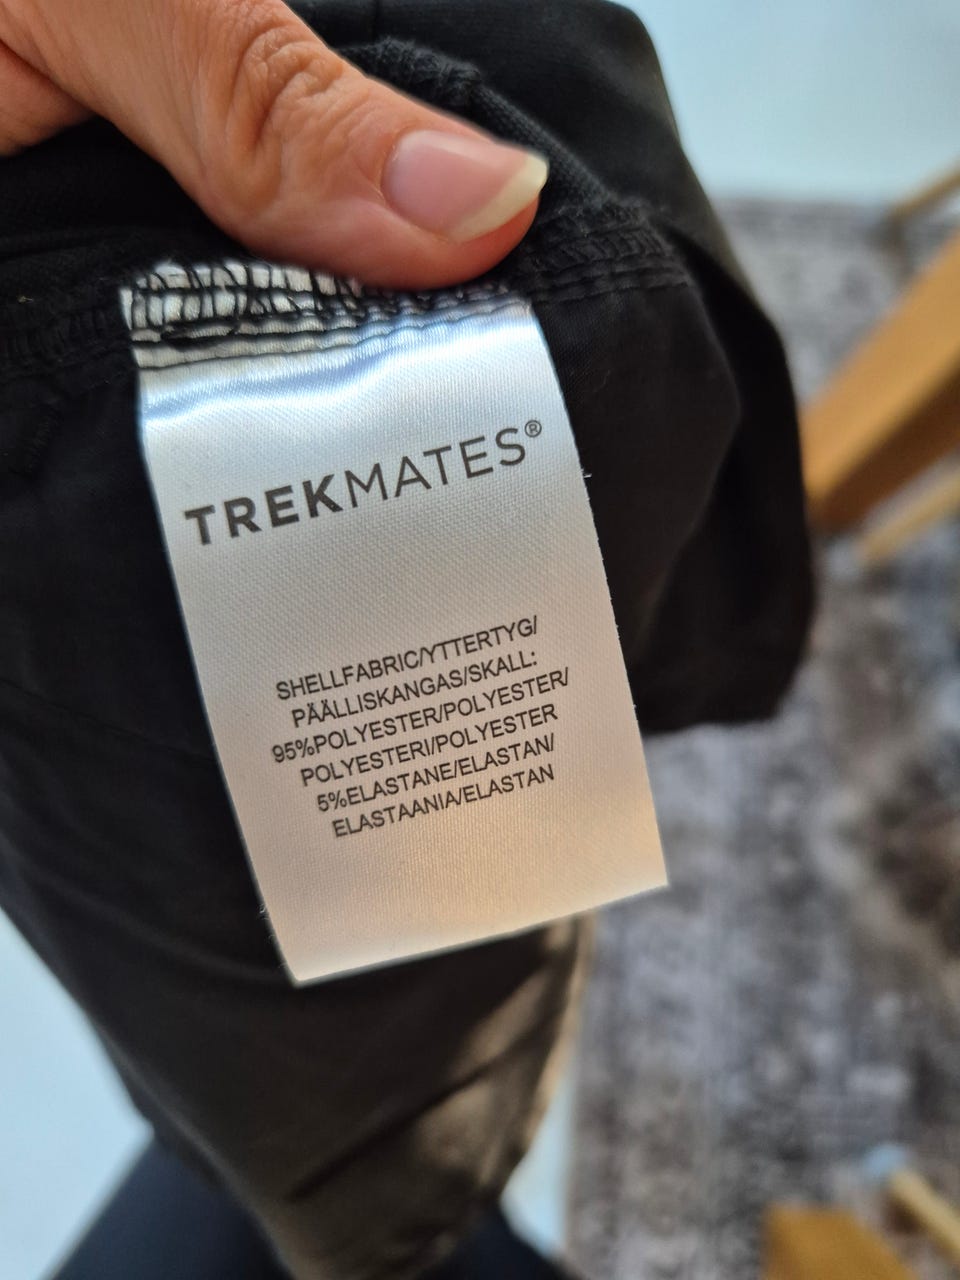 TREKMATES®
SHELLFABRIC/YTTERTYG/
PÄÄLLISKANGAS/SKALL:
95%POLYESTER/POLYESTER/
POLYESTERI/POLYESTER
5%ELASTANE/ELASTAN/
ELASTAANIA/ELASTAN